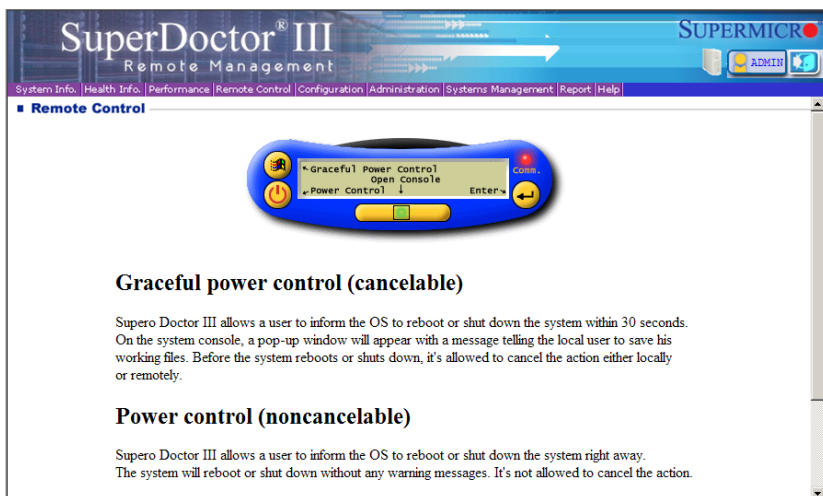 SuperDoctor® III
Remote Management
SUPERMICR
ADMIN
System Info. Health Info. Performance Remote Control Configuration Administration Systems Management Report Help
Remote Control
Graceful Power Control
Open Console
Power Control ↓ Enter
Comm.
Graceful power control (cancelable)
Supero Doctor III allows a user to inform the OS to reboot or shut down the system within 30 seconds.
On the system console, a pop-up window will appear with a message telling the local user to save his
working files. Before the system reboots or shuts down, it's allowed to cancel the action either locally
or remotely.
Power control (noncancelable)
Supero Doctor III allows a user to inform the OS to reboot or shut down the system right away.
The system will reboot or shut down without any warning messages. It's not allowed to cancel the action.